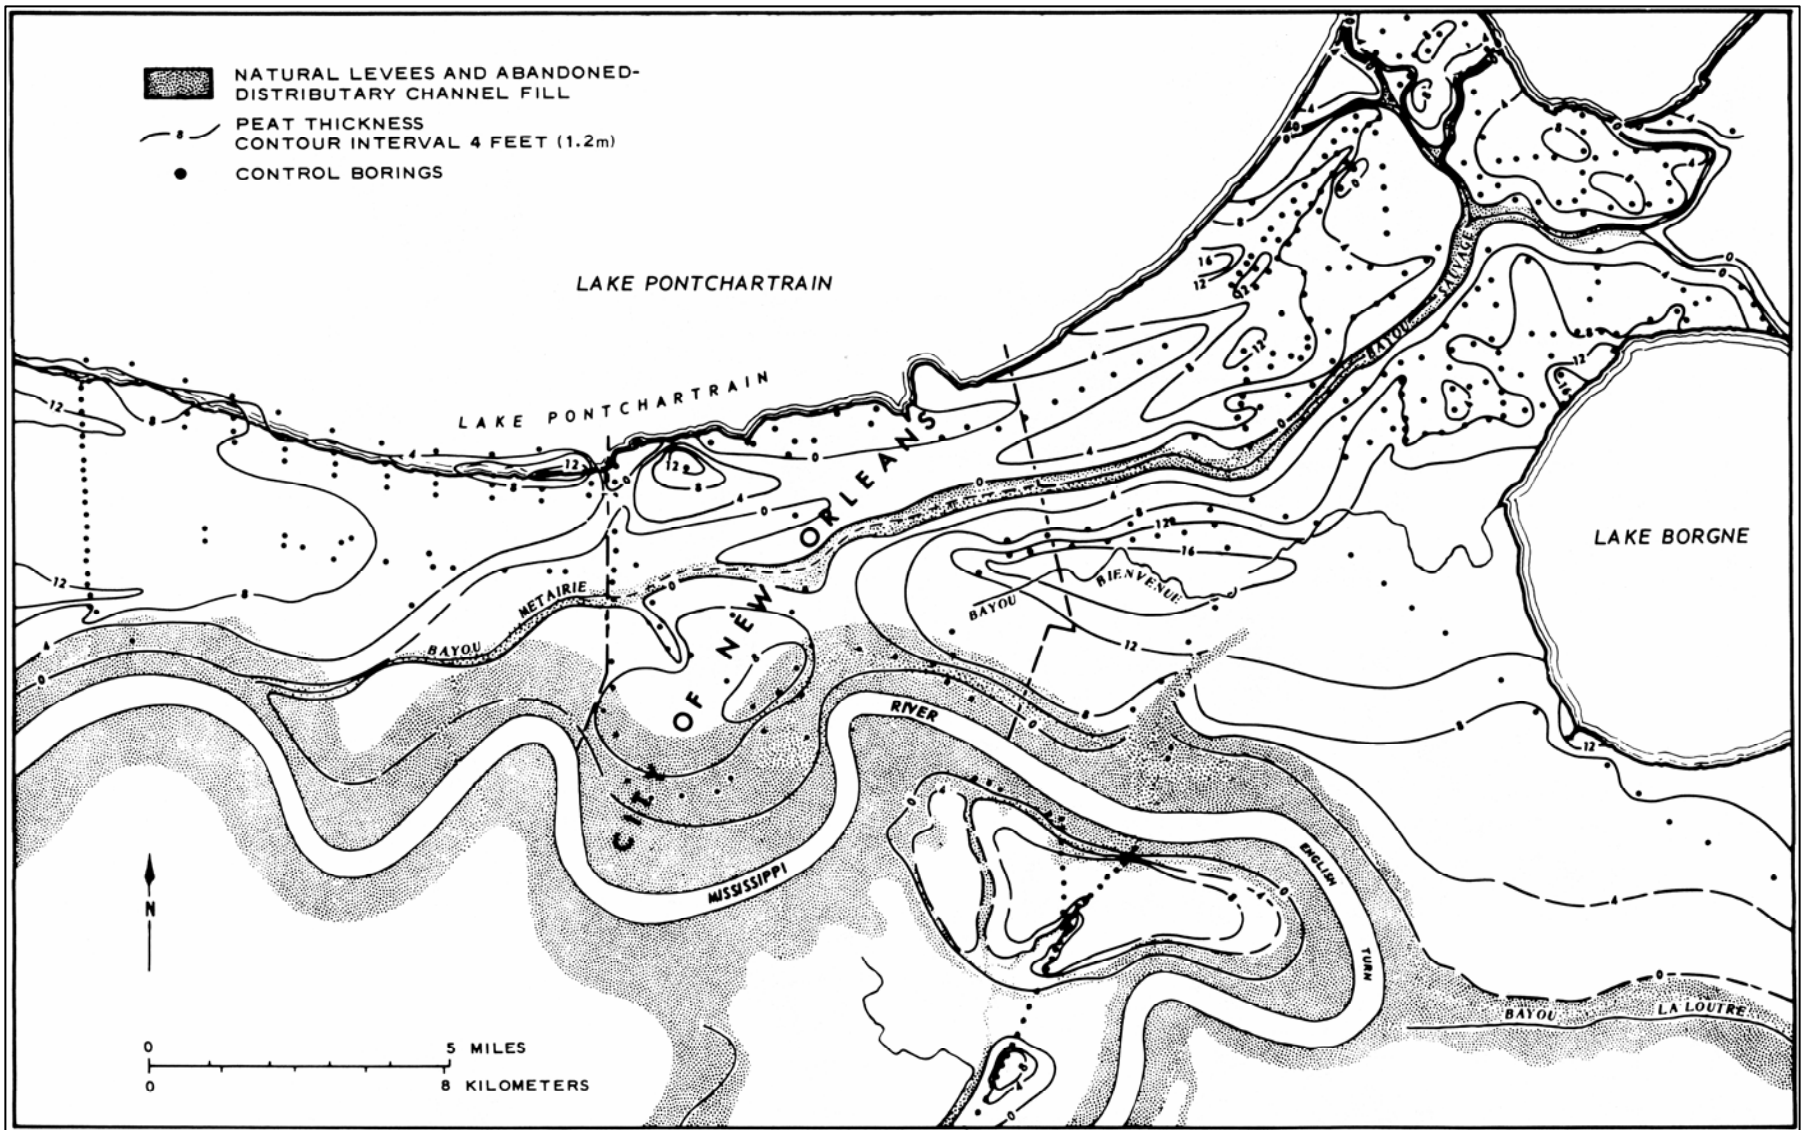 NATURAL LEVEES AND ABANDONED-
DISTRIBUTARY CHANNEL FILL
8
PEAT THICKNESS
CONTOUR INTERVAL 4 FEET (1.2m)
CONTROL BORINGS
LAKE PONTCHARTRAIN
LAKE PONTCHARTRAIN
BAYOU SAUVAGE
LAKE BORGNE
CITY OF NEW ORLEANS
BAYOU METAIRIE
BAYOU BIENVENUE
MISSISSIPPI RIVER
ENGLISH TURN
BAYOU LA LOUTRE
N
0 5 MILES
0 8 KILOMETERS